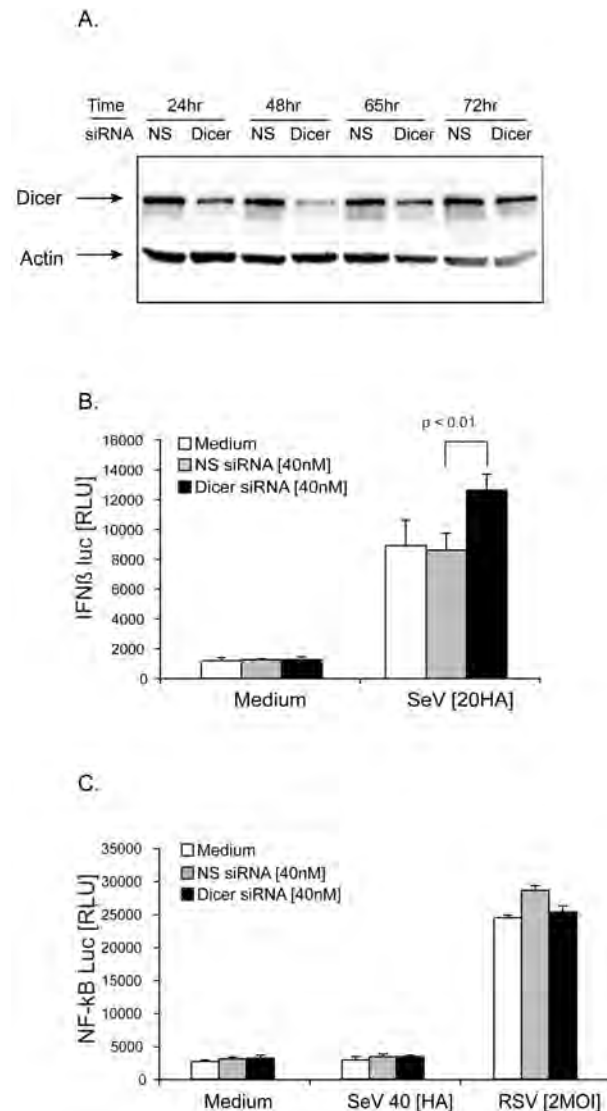 A.
Time 24hr 48hr 65hr 72hr
siRNA NS Dicer NS Dicer NS Dicer NS Dicer
Dicer
Actin
B.
p < 0.01
IFNß luc [RLU]
16000
14000
12000
10000
8000
6000
4000
2000
0
Medium
NS siRNA [40nM]
Dicer siRNA [40nM]
Medium SeV [20HA]
C.
NF-kB Luc [RLU]
35000
30000
25000
20000
15000
10000
5000
0
Medium
NS siRNA [40nM]
Dicer siRNA [40nM]
Medium SeV 40 [HA] RSV [2MOI]